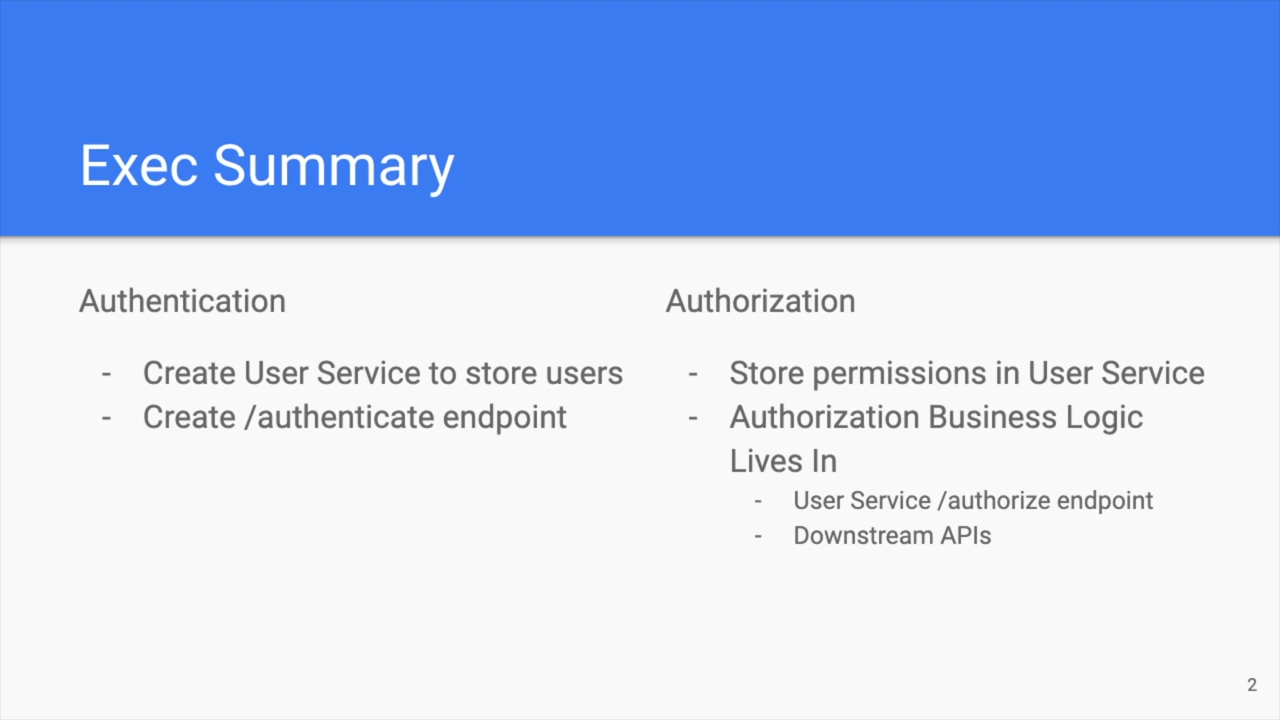 Exec Summary
Authentication
- Create User Service to store users
- Create /authenticate endpoint
Authorization
- Store permissions in User Service
- Authorization Business Logic
Lives In
- User Service /authorize endpoint
- Downstream APIs
2